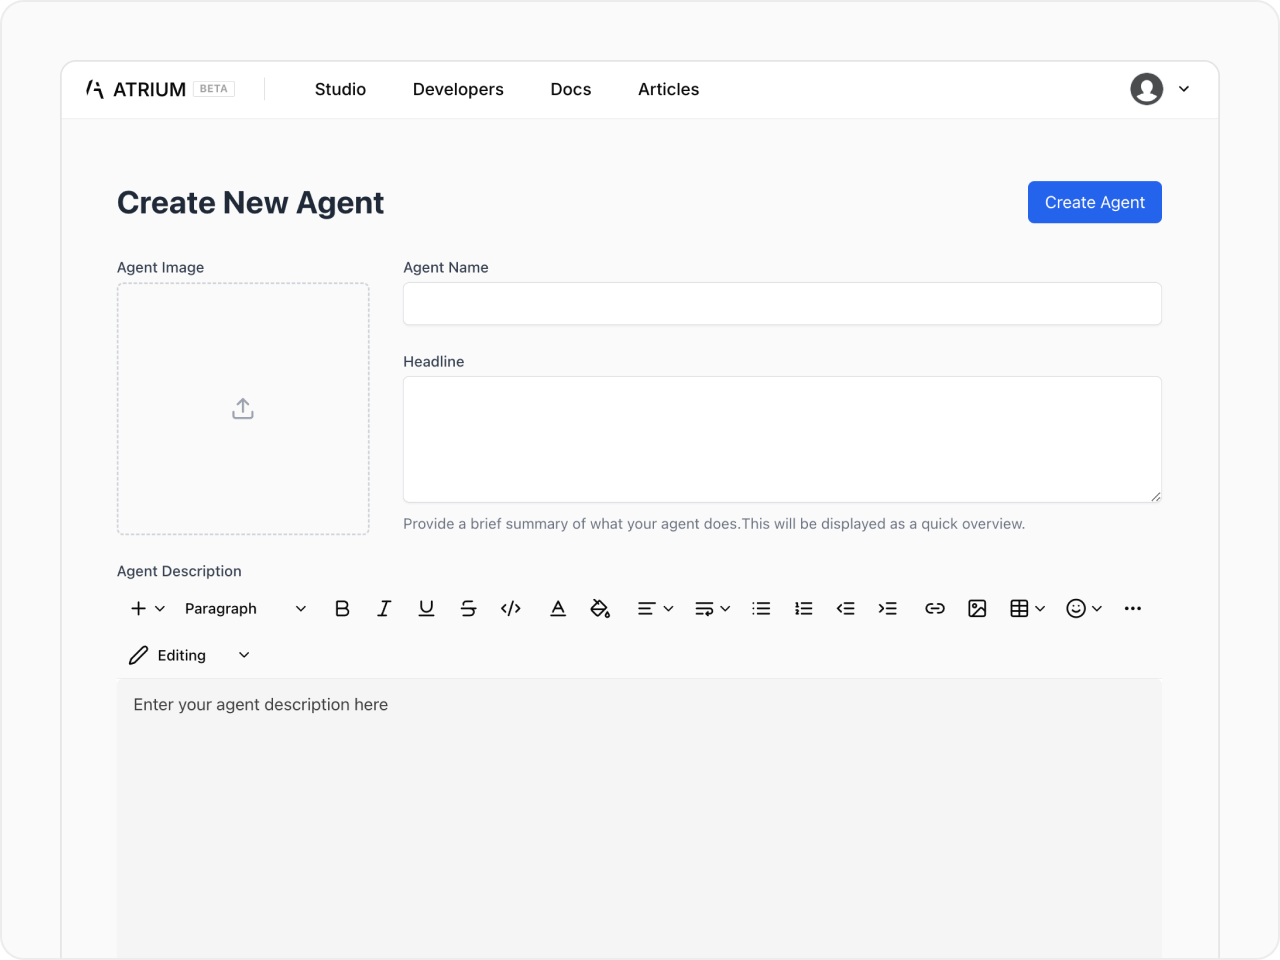 ATRIUM BETA Studio Developers Docs Articles
Create New Agent Create Agent
Agent Image Agent Name
Headline
Provide a brief summary of what your agent does.This will be displayed as a quick overview.
Agent Description
Paragraph
Editing
Enter your agent description here